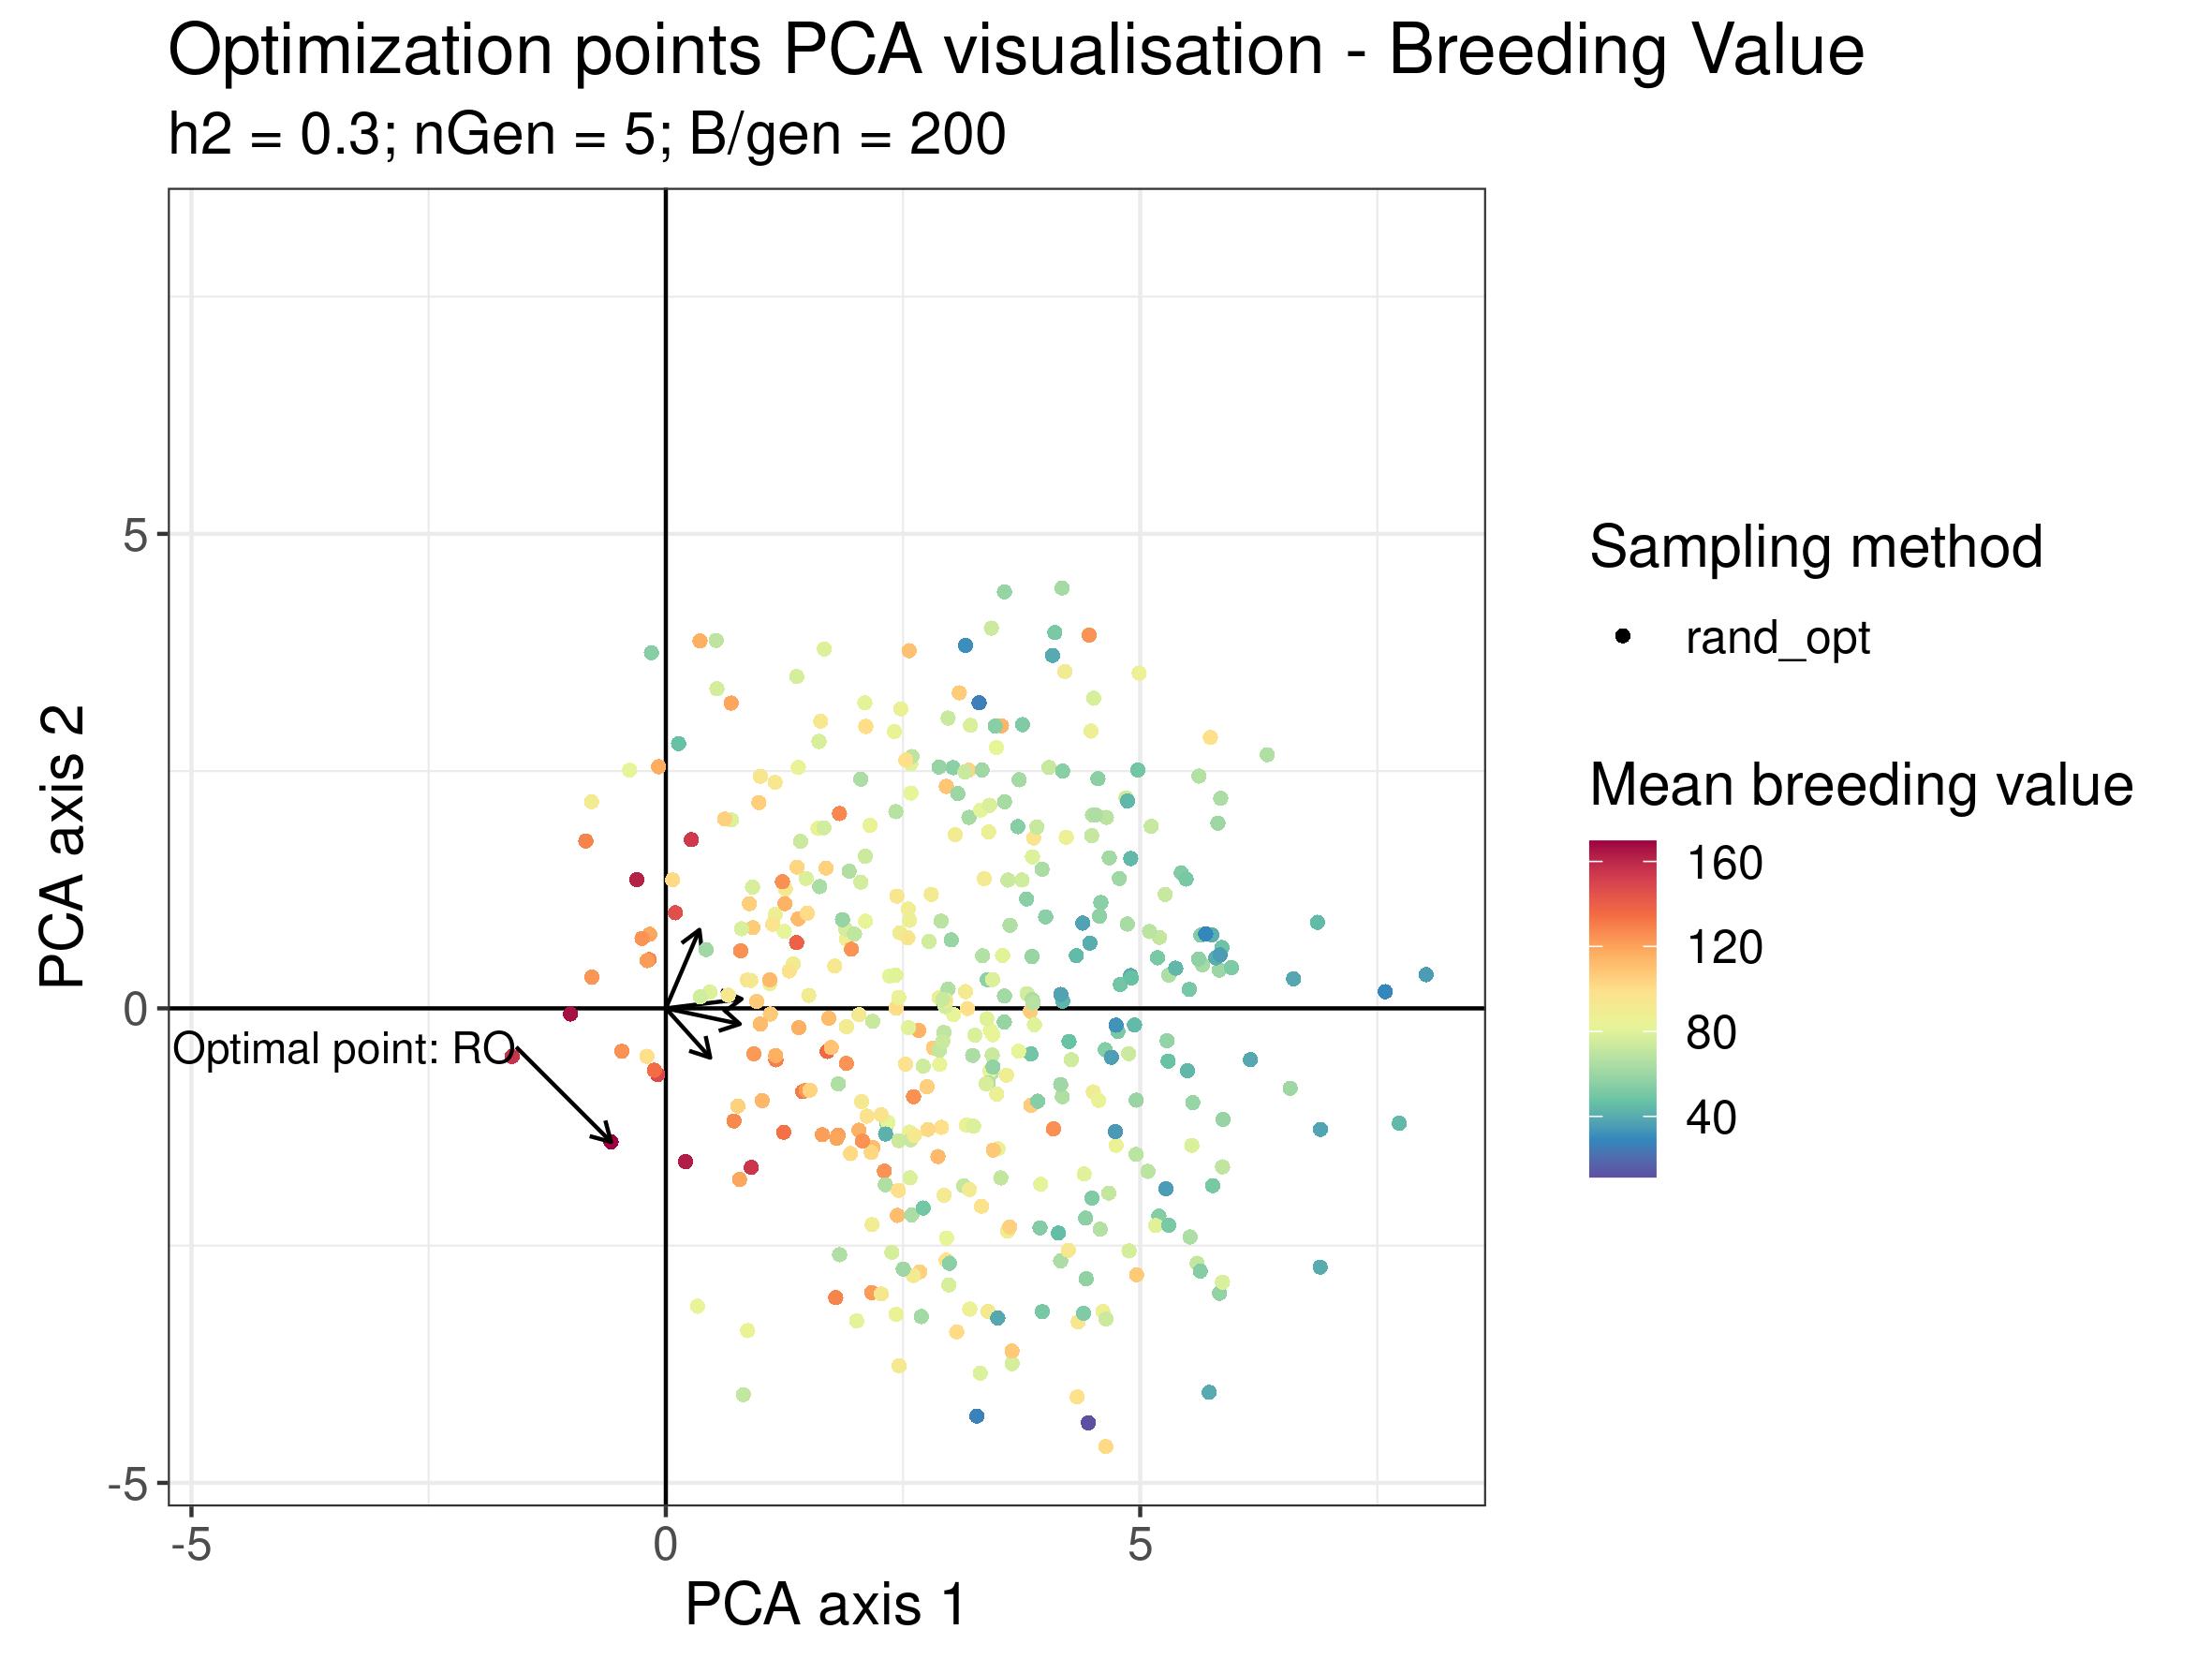 Optimization points PCA visualisation - Breeding Value
h2 = 0.3; nGen = 5; B/gen = 200
PCA axis 2
5
0
-5
Optimal point: RO
-5
0
5
PCA axis 1
Sampling method
rand_opt
Mean breeding value
160
120
80
40